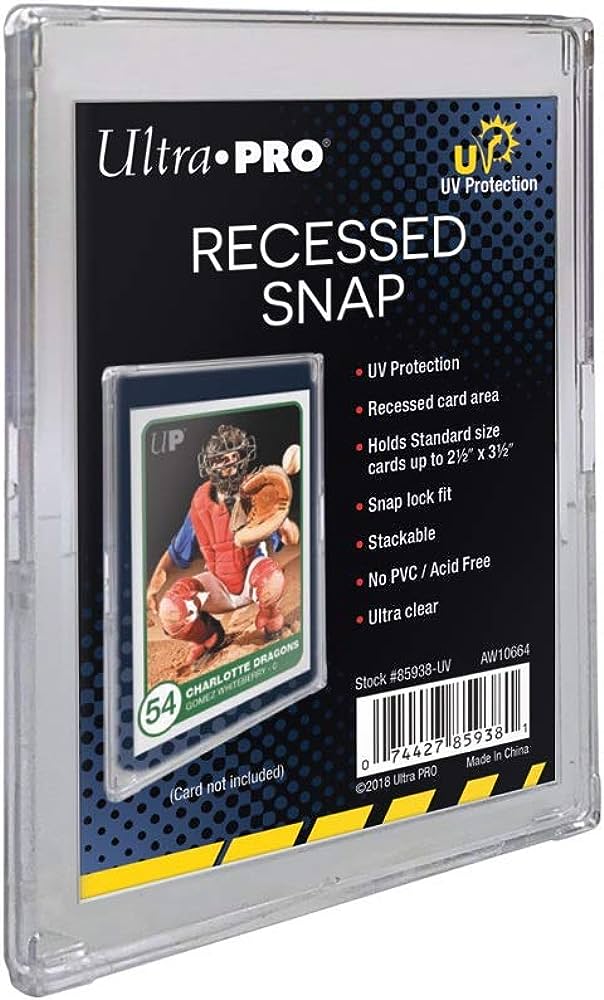 Ultra•PRO®
UV
UV Protection
RECESSED
SNAP
• UV Protection
• Recessed card area
• Holds Standard size
cards up to 2½" x 3½"
• Snap lock fit
• Stackable
• No PVC / Acid Free
• Ultra clear
UP
54
CHARLOTTE DRAGONS
GOMEZ WHITEBERRY - C
(Card not included)
Stock #85938-UV AW10664
0 74427 85938 1
©2018 Ultra PRO Made in China